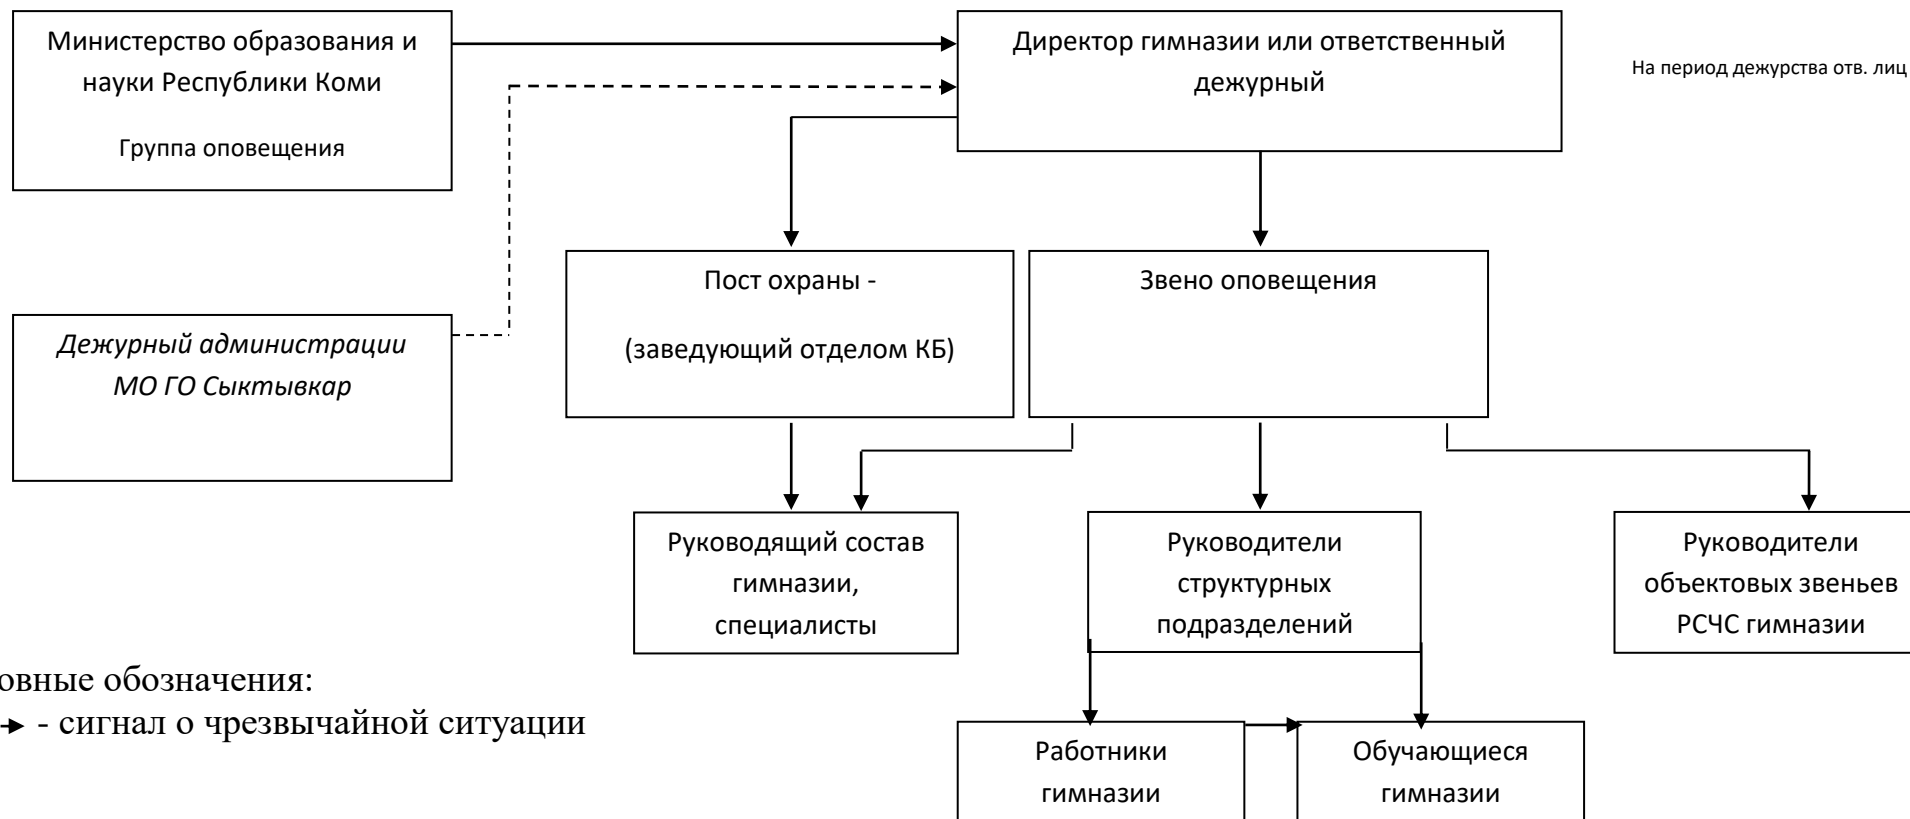 Министерство образования и
науки Республики Коми
Группа оповещения
Директор гимназии или ответственный
дежурный
На период дежурства отв. лиц
Пост охраны -
(заведующий отделом КБ)
Звено оповещения
Дежурный администрации
МО ГО Сыктывкар
Руководящий состав
гимназии,
специалисты
Руководители
структурных
подразделений
Руководители
объектовых звеньев
РСЧС гимназии
овные обозначения:
- сигнал о чрезвычайной ситуации
Работники
гимназии
Обучающиеся
гимназии